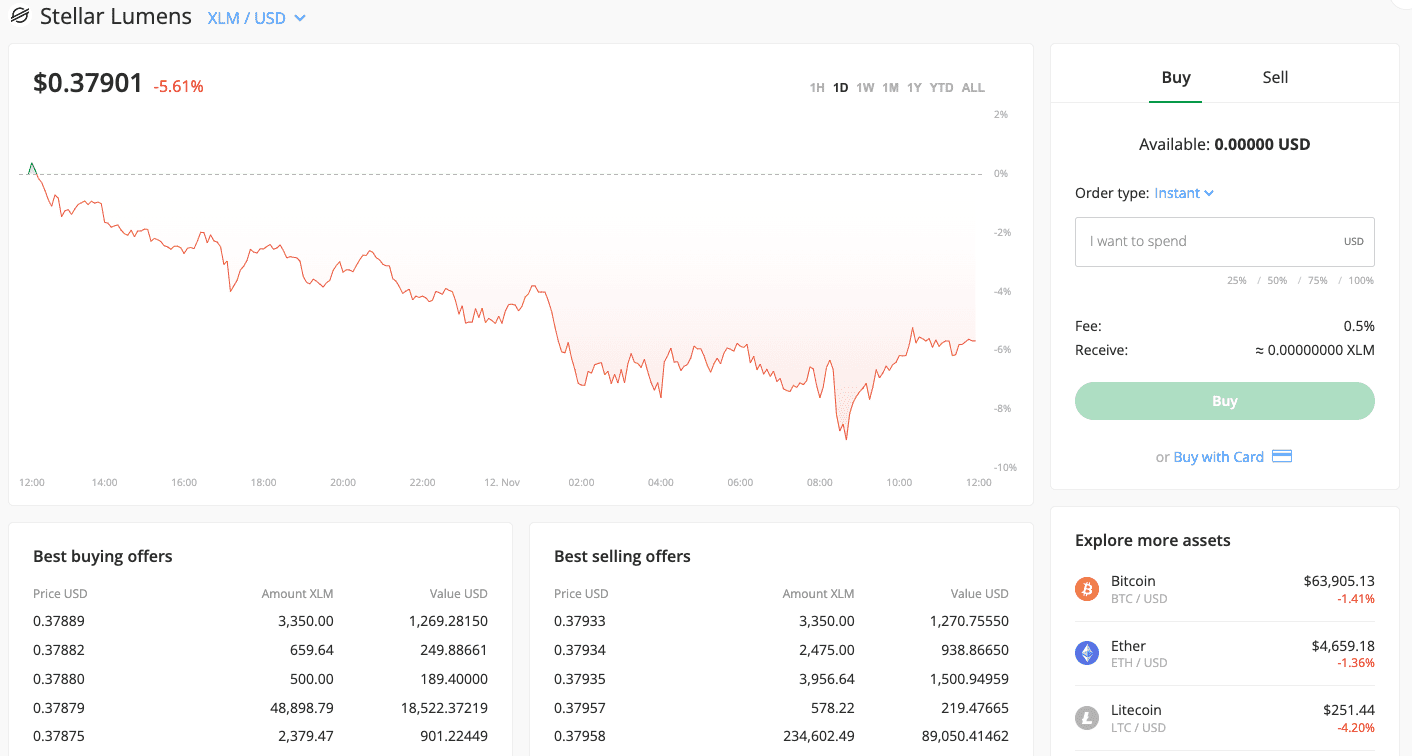 Stellar Lumens XLM / USD
$0.37901 -5.61%
1H 1D 1W 1M 1Y YTD ALL
2%
0%
-2%
-4%
-6%
-8%
-10%
12:00 14:00 16:00 18:00 20:00 22:00 12. Nov 02:00 04:00 06:00 08:00 10:00 12:00
Buy Sell
Available: 0.00000 USD
Order type: Instant
I want to spend USD
25% / 50% / 75% / 100%
Fee: 0.5%
Receive: ≈ 0.00000000 XLM
Buy
or Buy with Card
Best buying offers
Price USD Amount XLM Value USD
0.37889 3,350.00 1,269.28150
0.37882 659.64 249.88661
0.37880 500.00 189.40000
0.37879 48,898.79 18,522.37219
0.37875 2,379.47 901.22449
Best selling offers
Price USD Amount XLM Value USD
0.37933 3,350.00 1,270.75550
0.37934 2,475.00 938.86650
0.37935 3,956.64 1,500.94959
0.37957 578.22 219.47665
0.37958 234,602.49 89,050.41462
Explore more assets
Bitcoin $63,905.13
BTC / USD -1.41%
Ether $4,659.18
ETH / USD -1.36%
Litecoin $251.44
LTC / USD -4.20%